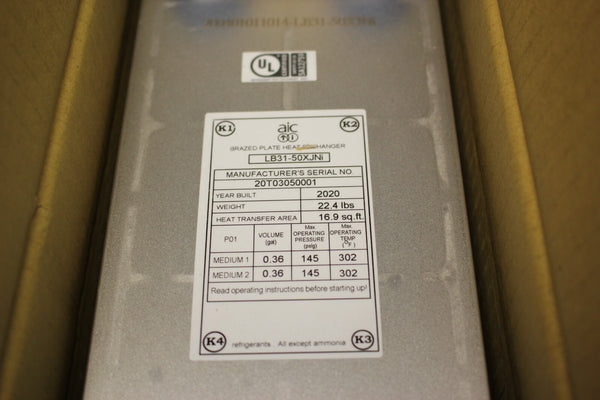 UL
K1
aic
K2
BRAZED PLATE HEAT EXCHANGER
LB31-50XJNi
MANUFACTURER'S SERIAL NO.
20T03050001
YEAR BUILT 2020
WEIGHT 22.4 lbs
HEAT TRANSFER AREA 16.9 sq.ft.
P01 VOLUME (gal) Max. OPERATING PRESSURE (psig) Max. OPERATING TEMP (°F)
MEDIUM 1 0.36 145 302
MEDIUM 2 0.36 145 302
Read operating instructions before starting up!
K4 refrigerants . All except ammonia K3